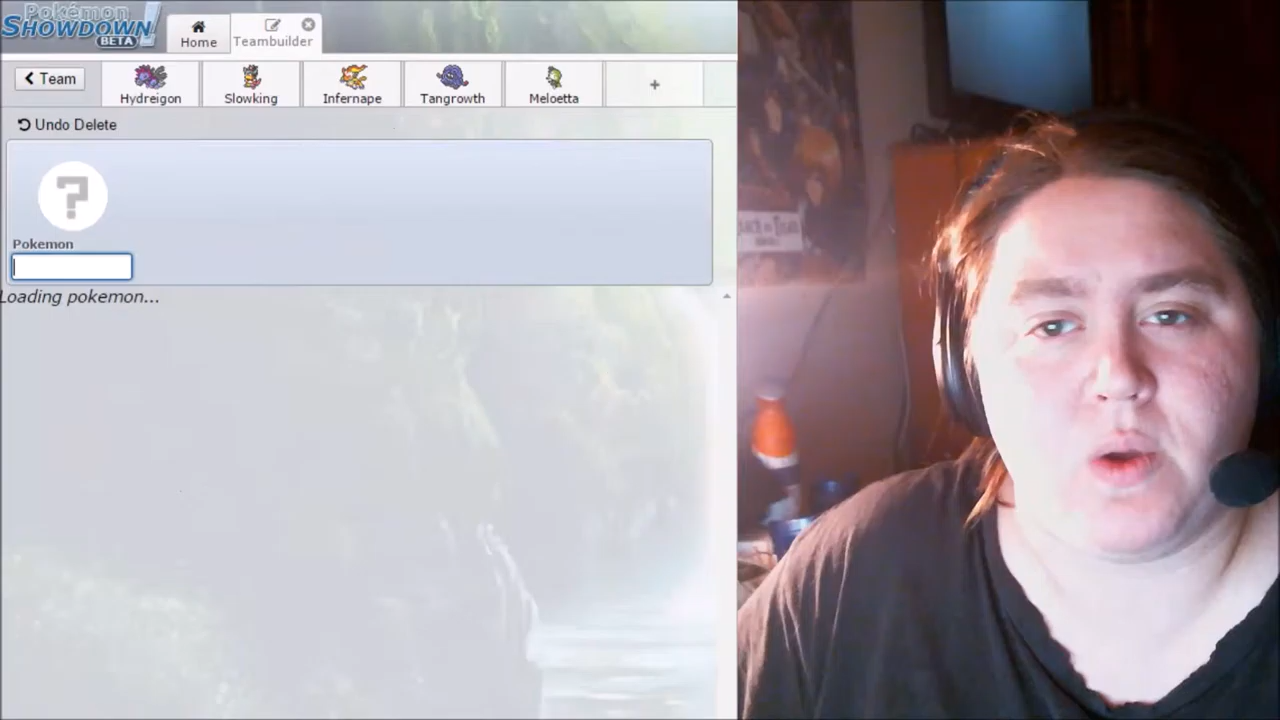 Pokémon
SHOWDOWN!
BETA
Home
Teambuilder
Team
Hydreigon
Slowking
Infernape
Tangrowth
Meloetta
+
Undo Delete
?
Pokemon
Loading pokemon...